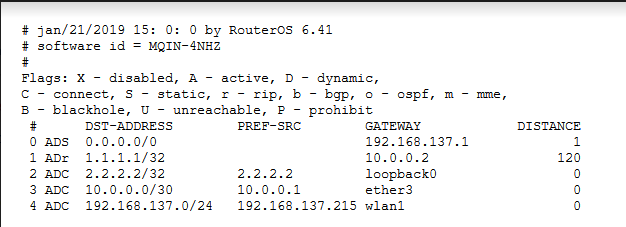 # jan/21/2019 15: 0: 0 by RouterOS 6.41
# software id = MQIN-4NHZ
#
Flags: X - disabled, A - active, D - dynamic,
C - connect, S - static, r - rip, b - bgp, o - ospf, m - mme,
B - blackhole, U - unreachable, P - prohibit
 #      DST-ADDRESS        PREF-SRC        GATEWAY            DISTANCE
 0 ADS  0.0.0.0/0                          192.168.137.1             1
 1 ADr  1.1.1.1/32                         10.0.0.2                120
 2 ADC  2.2.2.2/32         2.2.2.2         loopback0                 0
 3 ADC  10.0.0.0/30        10.0.0.1        ether3                    0
 4 ADC  192.168.137.0/24   192.168.137.215 wlan1                     0